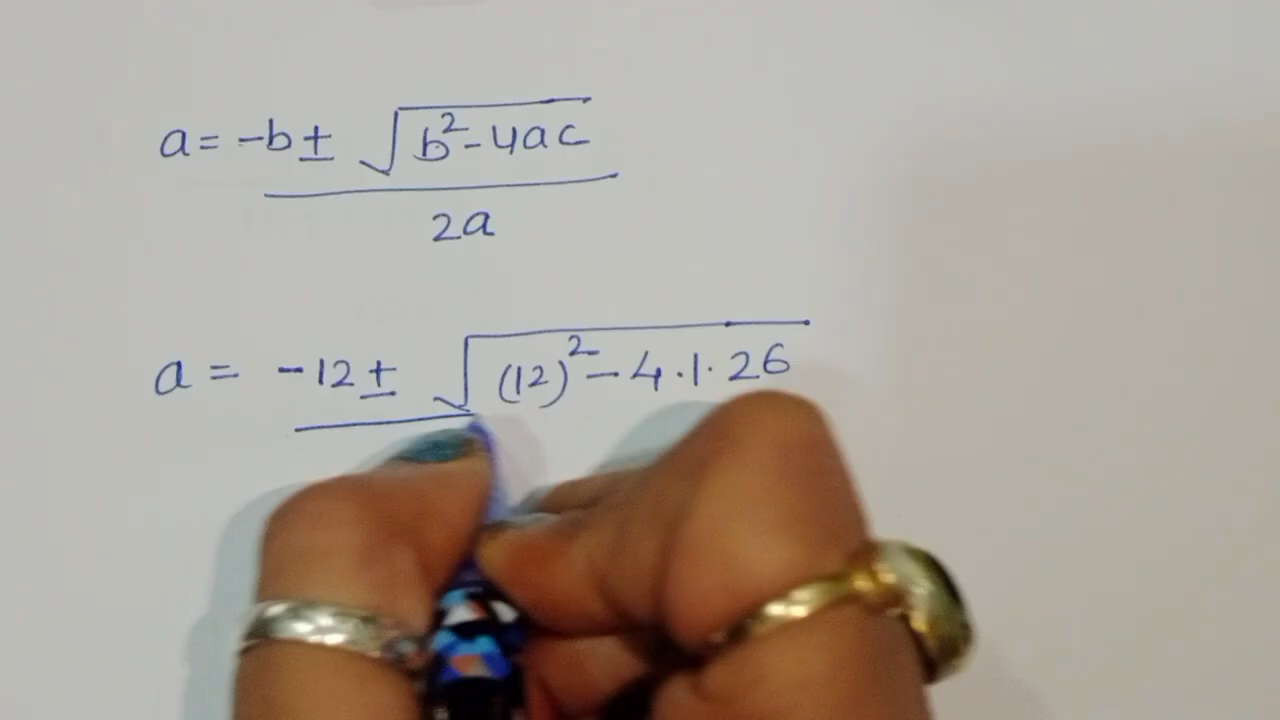 a = -b ± √b² - 4ac
2a
a = -12 ± √(12)² - 4.1.26